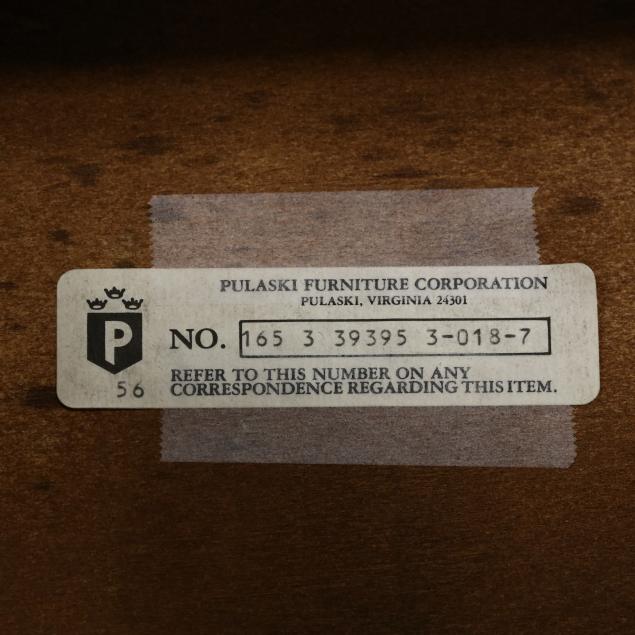 PULASKI FURNITURE CORPORATION
PULASKI, VIRGINIA 24301
P
NO. 165 3 39395 3-018-7
56
REFER TO THIS NUMBER ON ANY
CORRESPONDENCE REGARDING THIS ITEM.